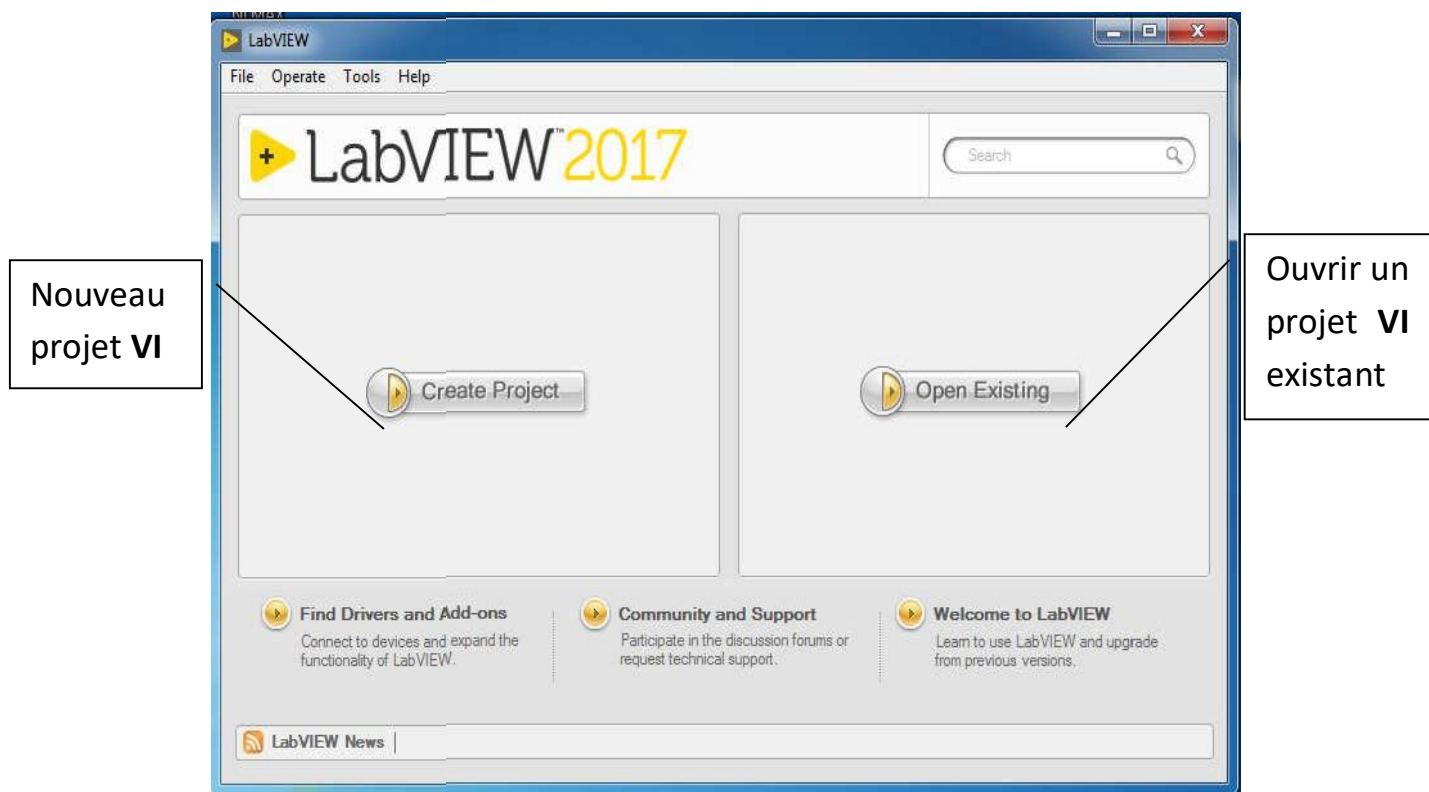 NI MAX
LabVIEW
File Operate Tools Help
LabVIEW™ 2017
Search
Nouveau
projet VI
Ouvrir un
projet VI
existant
Create Project
Open Existing
Find Drivers and Add-ons
Connect to devices and expand the
functionality of LabVIEW.
Community and Support
Participate in the discussion forums or
request technical support.
Welcome to LabVIEW
Learn to use LabVIEW and upgrade
from previous versions.
LabVIEW News